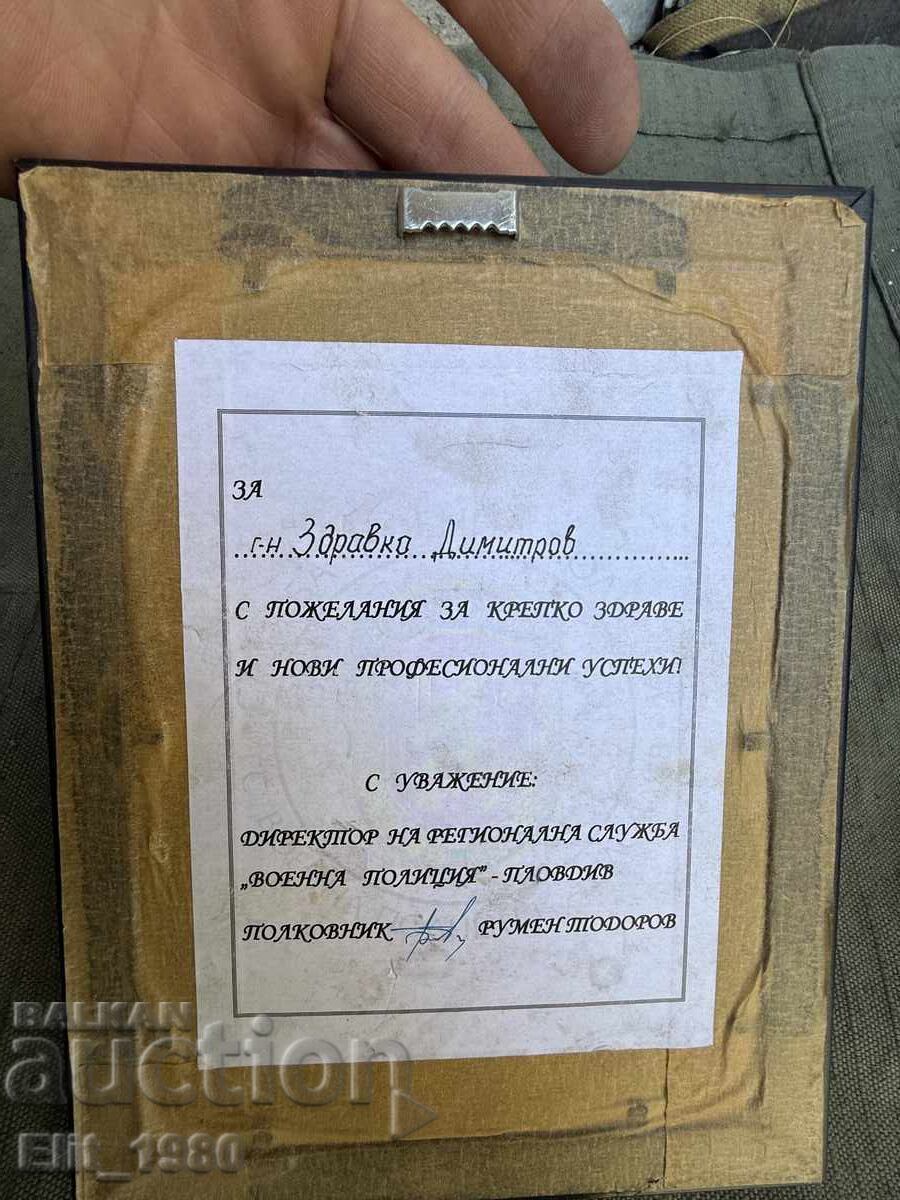 ЗА
г-н Здравко Димитров
С ПОЖЕЛАНИЯ ЗА КРЕПКО ЗДРАВЕ
И НОВИ ПРОФЕСИОНАЛНИ УСПЕХИ!
С УВАЖЕНИЕ:
ДИРЕКТОР НА РЕГИОНАЛНА СЛУЖБА
„ВОЕННА ПОЛИЦИЯ” - ПЛОВДИВ
ПОЛКОВНИК РУМЕН ТОДОРОВ
BALKAN
auction
Elit_1980